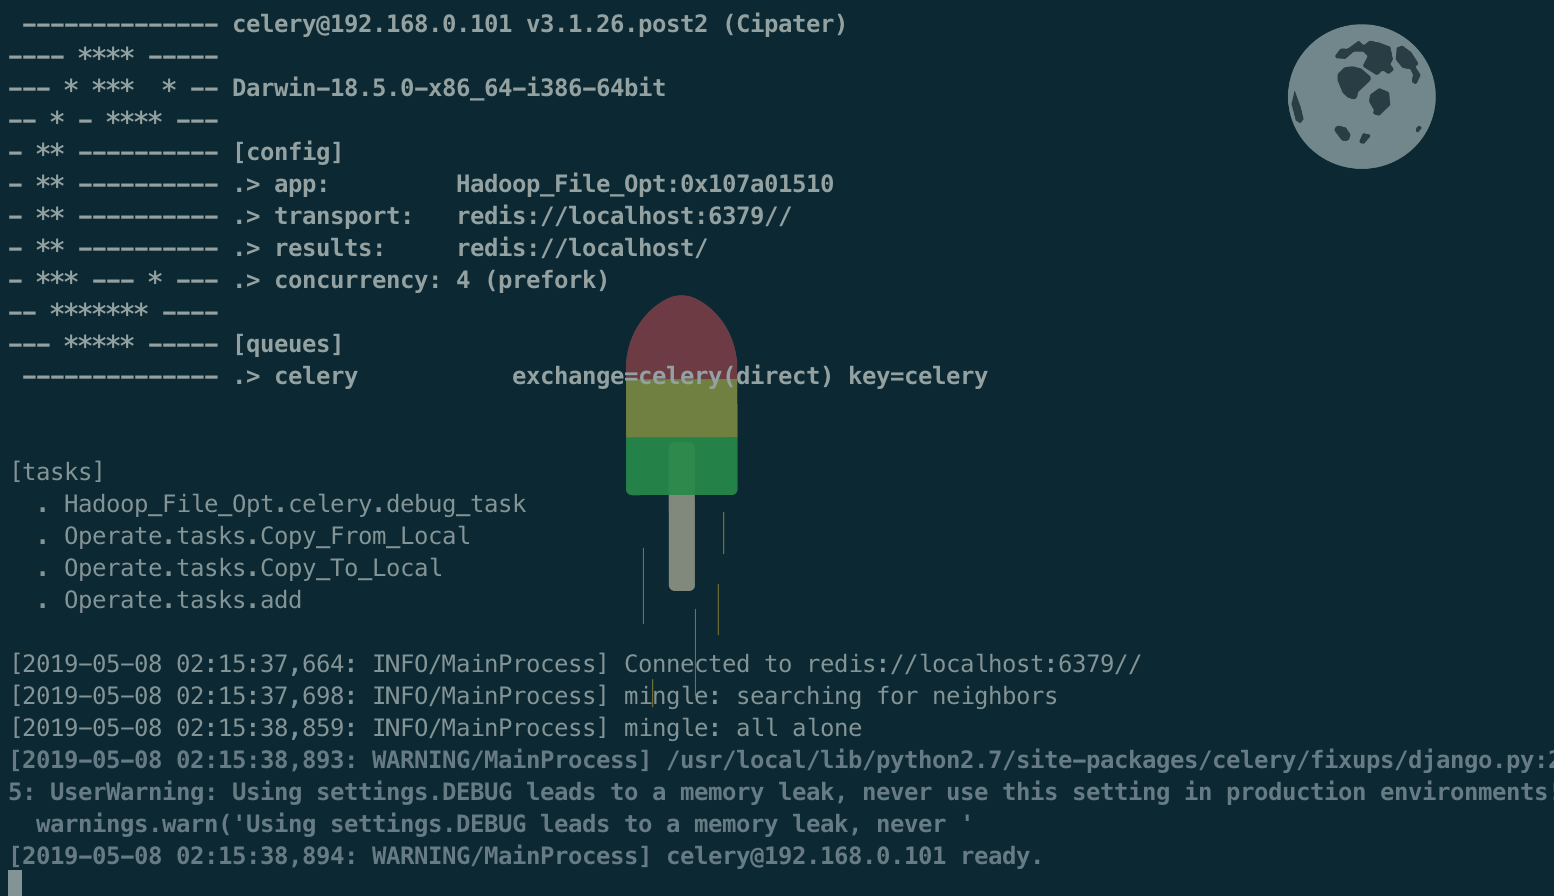 -------------- celery@192.168.0.101 v3.1.26.post2 (Cipater)
---- **** -----
--- * ***  * -- Darwin-18.5.0-x86_64-i386-64bit
-- * - **** ---
- ** ---------- [config]
- ** ---------- .> app:         Hadoop_File_Opt:0x107a01510
- ** ---------- .> transport:   redis://localhost:6379//
- ** ---------- .> results:     redis://localhost/
- *** --- * --- .> concurrency: 4 (prefork)
-- ******* ----
--- ***** ----- [queues]
 -------------- .> celery           exchange=celery(direct) key=celery
[tasks]
  . Hadoop_File_Opt.celery.debug_task
  . Operate.tasks.Copy_From_Local
  . Operate.tasks.Copy_To_Local
  . Operate.tasks.add
[2019-05-08 02:15:37,664: INFO/MainProcess] Connected to redis://localhost:6379//
[2019-05-08 02:15:37,698: INFO/MainProcess] mingle: searching for neighbors
[2019-05-08 02:15:38,859: INFO/MainProcess] mingle: all alone
[2019-05-08 02:15:38,893: WARNING/MainProcess] /usr/local/lib/python2.7/site-packages/celery/fixups/django.py:2
5: UserWarning: Using settings.DEBUG leads to a memory leak, never use this setting in production environments!
  warnings.warn('Using settings.DEBUG leads to a memory leak, never '
[2019-05-08 02:15:38,894: WARNING/MainProcess] celery@192.168.0.101 ready.